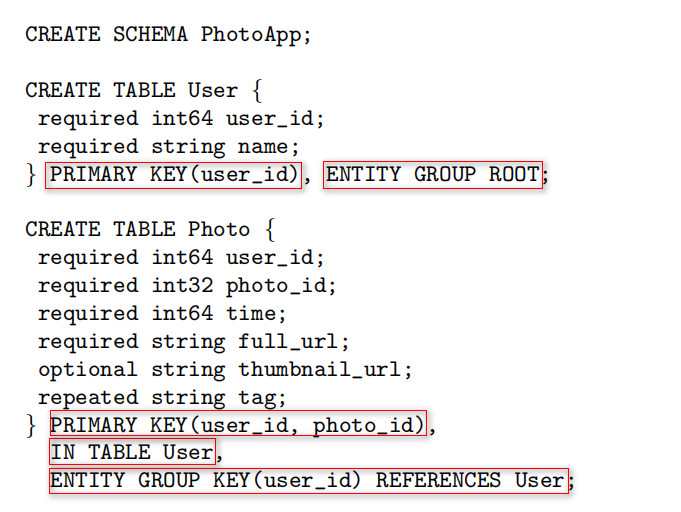 CREATE SCHEMA PhotoApp;
CREATE TABLE User {
required int64 user_id;
required string name;
} PRIMARY KEY(user_id), ENTITY GROUP ROOT;
CREATE TABLE Photo {
required int64 user_id;
required int32 photo_id;
required int64 time;
required string full_url;
optional string thumbnail_url;
repeated string tag;
} PRIMARY KEY(user_id, photo_id),
IN TABLE User,
ENTITY GROUP KEY(user_id) REFERENCES User;